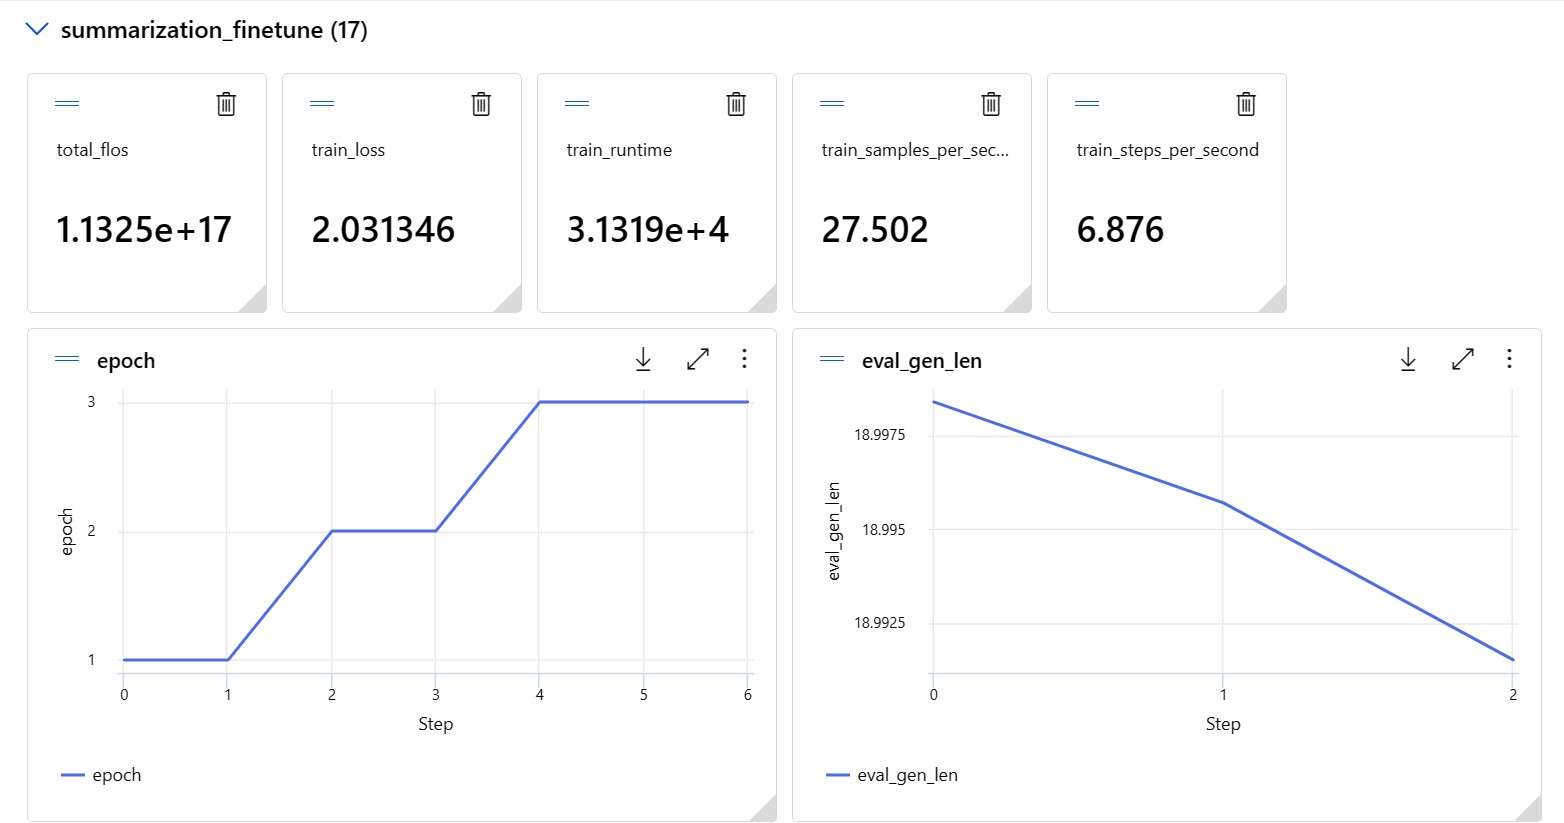 summarization_finetune (17)
total_flos
1.1325e+17
train_loss
2.031346
train_runtime
3.1319e+4
train_samples_per_sec...
27.502
train_steps_per_second
6.876
epoch
3
2
1
epoch
0 1 2 3 4 5 6
Step
epoch
eval_gen_len
18.9975
18.995
18.9925
eval_gen_len
0 1 2
Step
eval_gen_len